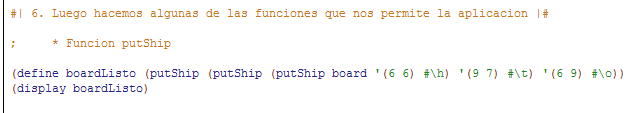 #| 6. Luego hacemos algunas de las funciones que nos permite la aplicacion |#
; * Funcion putShip
(define boardListo (putShip (putShip (putShip board '(6 6) #\h) '(9 7) #\t) '(6 9) #\o))
(display boardListo)